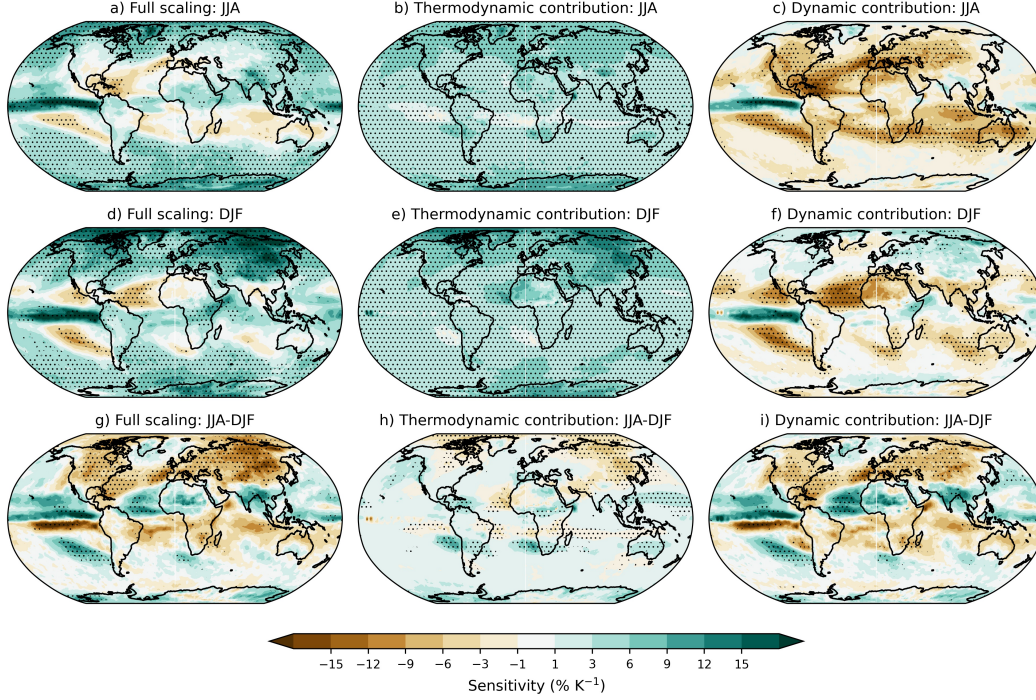 a) Full scaling: JJA
b) Thermodynamic contribution: JJA
c) Dynamic contribution: JJA
d) Full scaling: DJF
e) Thermodynamic contribution: DJF
f) Dynamic contribution: DJF
g) Full scaling: JJA-DJF
h) Thermodynamic contribution: JJA-DJF
i) Dynamic contribution: JJA-DJF
−15 −12 −9 −6 −3 −1 1 3 6 9 12 15
Sensitivity (% K⁻¹)